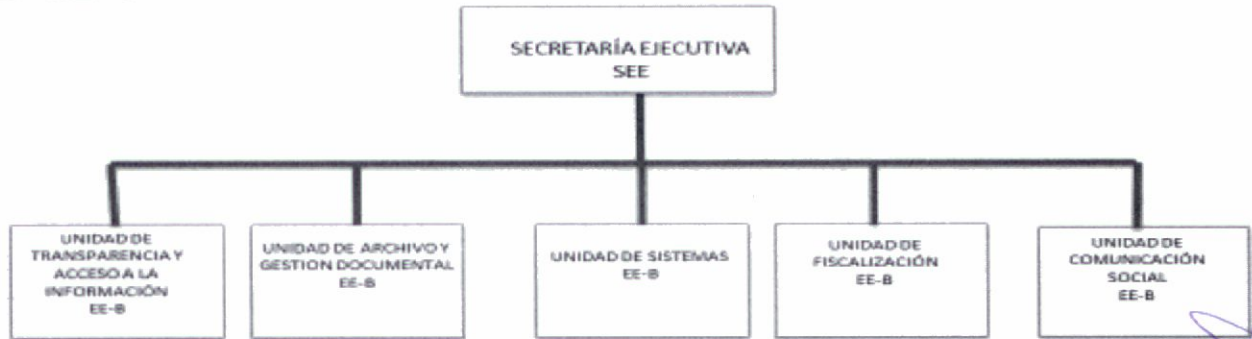 SECRETARÍA EJECUTIVA
SEE
UNIDAD DE
TRANSPARENCIA Y
ACCESO A LA
INFORMACIÓN
EE-B
UNIDAD DE ARCHIVO Y
GESTION DOCUMENTAL
EE-B
UNIDAD DE SISTEMAS
EE-B
UNIDAD DE
FISCALIZACIÓN
EE-B
UNIDAD DE
COMUNICACIÓN
SOCIAL
EE-B